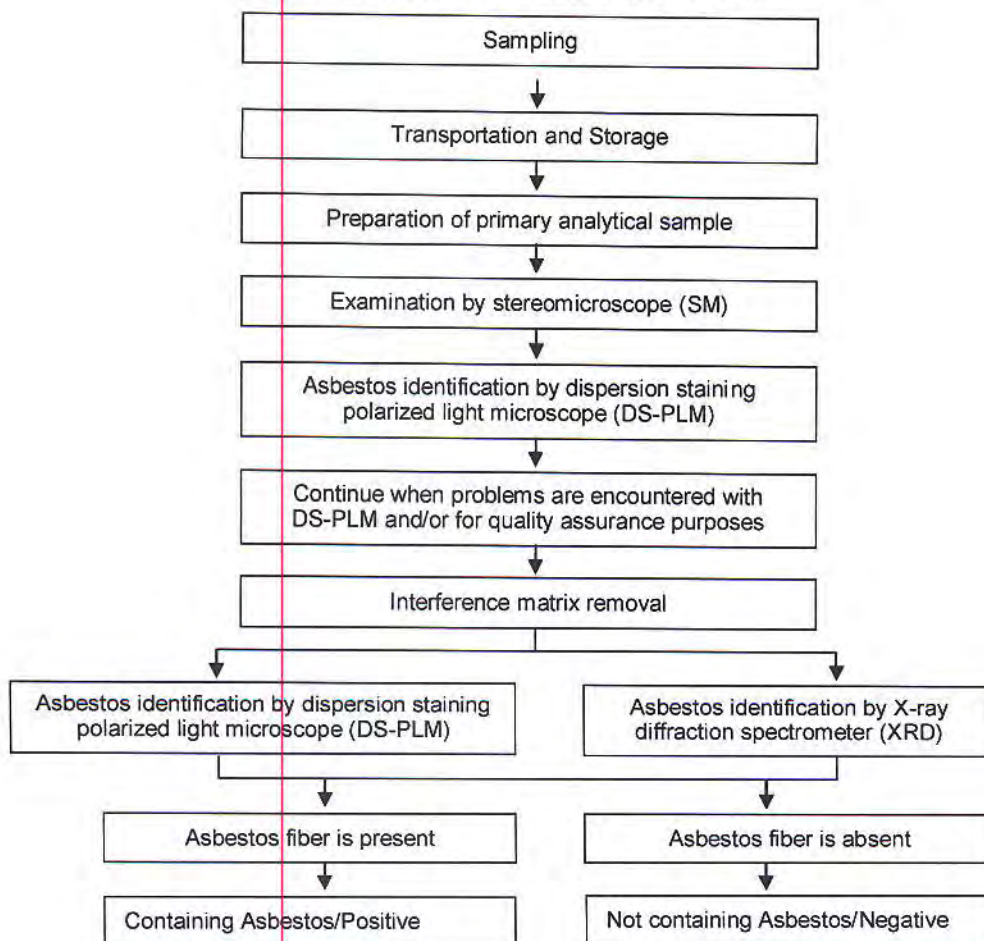 Sampling
Transportation and Storage
Preparation of primary analytical sample
Examination by stereomicroscope (SM)
Asbestos identification by dispersion staining
polarized light microscope (DS-PLM)
Continue when problems are encountered with
DS-PLM and/or for quality assurance purposes
Interference matrix removal
Asbestos identification by dispersion staining
polarized light microscope (DS-PLM)
Asbestos identification by X-ray
diffraction spectrometer (XRD)
Asbestos fiber is present
Asbestos fiber is absent
Containing Asbestos/Positive
Not containing Asbestos/Negative